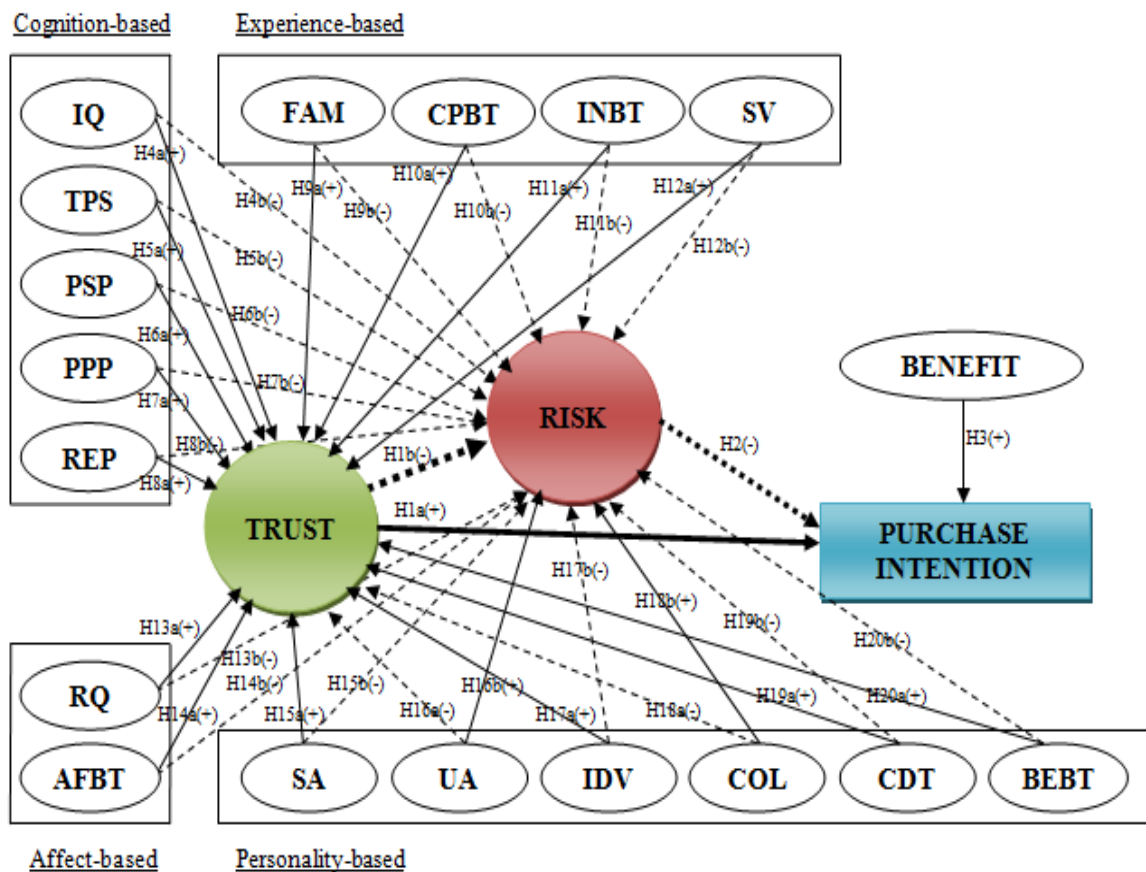 Cognition-based
Experience-based
IQ
TPS
PSP
PPP
REP
FAM
CPBT
INBT
SV
H4a(+)
H5a(+)
H6a(+)
H7a(+)
H8a(+)
H4b(-)
H5b(-)
H6b(-)
H7b(-)
H8b(-)
H9a(+)
H9b(-)
H10a(+)
H10b(-)
H11a(+)
H11b(-)
H12a(+)
H12b(-)
RISK
BENEFIT
TRUST
H1b(-)
H1a(+)
H2(-)
H3(+)
PURCHASE
INTENTION
H13a(+)
H13b(-)
H14a(+)
H14b(-)
H15a(+)
H15b(-)
H16a(-)
H16b(+)
H17a(+)
H17b(-)
H18a(-)
H18b(+)
H19a(+)
H19b(-)
H20a(+)
H20b(-)
RQ
AFBT
SA
UA
IDV
COL
CDT
BEBT
Affect-based
Personality-based